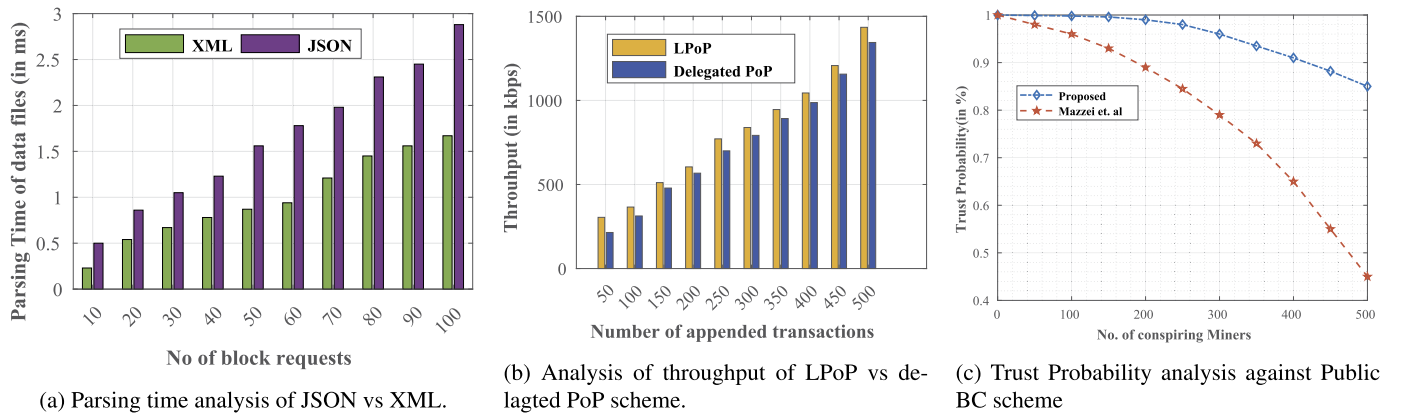 Parsing Time of data files (in ms)
3
2.5
2
1.5
1
0.5
0
XML
JSON
10
20
30
40
50
60
70
80
90
100
No of block requests
(a) Parsing time analysis of JSON vs XML.
Throuhput (in kbps)
1500
1000
500
0
LPoP
Delegated PoP
50
100
150
200
250
300
350
400
450
500
Number of appended transactions
(b) Analysis of throughput of LPoP vs de-
lagted PoP scheme.
Trust Probability(in %)
1
0.9
0.8
0.7
0.6
0.5
0.4
Proposed
Mazzei et. al
0
100
200
300
400
500
No. of conspiring Miners
(c) Trust Probability analysis against Public
BC scheme